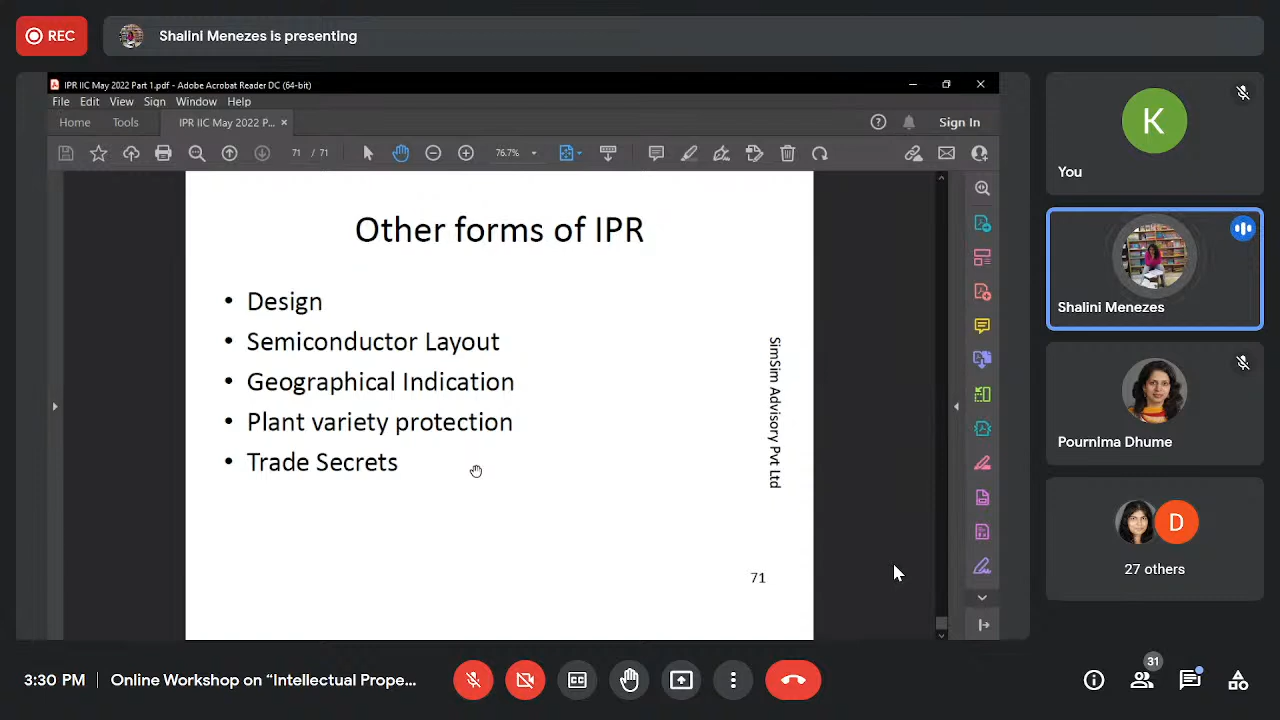 REC
Shalini Menezes is presenting
IPR IIC May 2022 Part 1.pdf - Adobe Acrobat Reader DC (64-bit)
File Edit View Sign Window Help
Home Tools IPR IIC May 2022 P... × Sign In
71 / 71 76.7%
Other forms of IPR
• Design
• Semiconductor Layout
• Geographical Indication
• Plant variety protection
• Trade Secrets
SimSim Advisory Pvt Ltd
71
K
You
Shalini Menezes
Pournima Dhume
D
27 others
3:30 PM | Online Workshop on “Intellectual Prope...
31